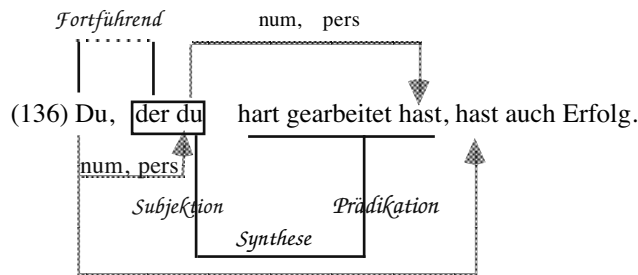 Fortführend
num, pers
(136) Du, der du hart gearbeitet hast, hast auch Erfolg.
num, pers
Subjektion Prädikation
Synthese